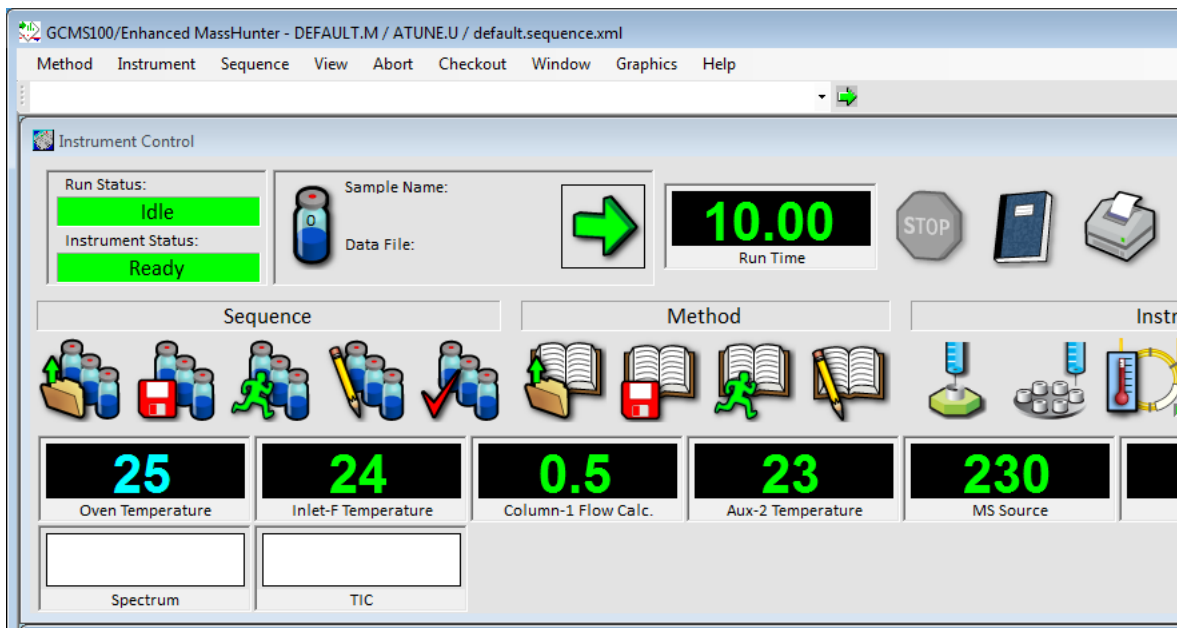 GCMS100/Enhanced MassHunter - DEFAULT.M / ATUNE.U / default.sequence.xml
Method Instrument Sequence View Abort Checkout Window Graphics Help
Instrument Control
Run Status:
Idle
Instrument Status:
Ready
0
Sample Name:
Data File:
10.00
Run Time
STOP
Sequence Method Instr
25 24 0.5 23 230
Oven Temperature Inlet-F Temperature Column-1 Flow Calc. Aux-2 Temperature MS Source
Spectrum TIC